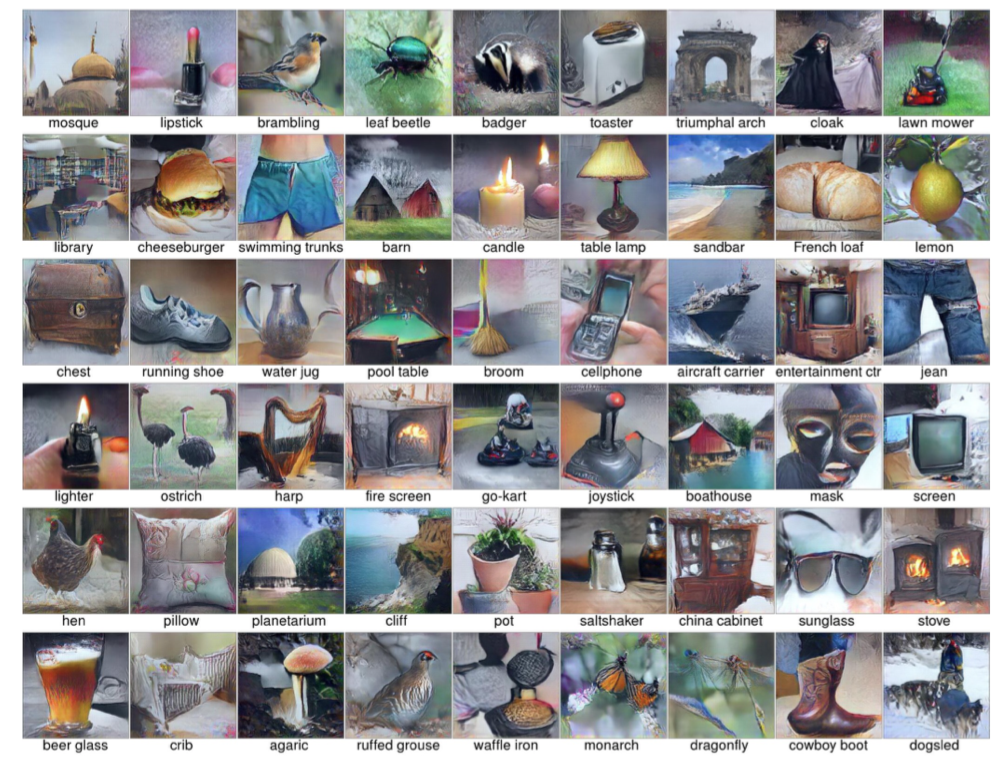 mosque
lipstick
brambling
leaf beetle
badger
toaster
triumphal arch
cloak
lawn mower
library
cheeseburger
swimming trunks
barn
candle
table lamp
sandbar
French loaf
lemon
chest
running shoe
water jug
pool table
broom
cellphone
aircraft carrier
entertainment ctr
jean
lighter
ostrich
harp
fire screen
go-kart
joystick
boathouse
mask
screen
hen
pillow
planetarium
cliff
pot
saltshaker
china cabinet
sunglass
stove
beer glass
crib
agaric
ruffed grouse
waffle iron
monarch
dragonfly
cowboy boot
dogsled